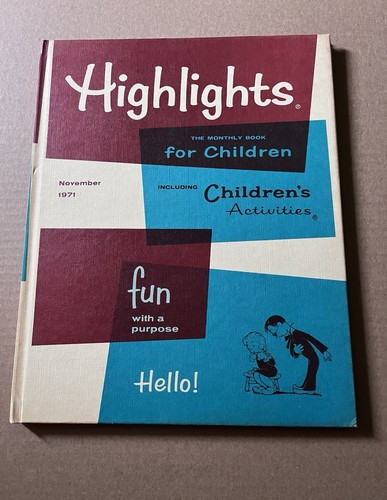 Highlights®
THE MONTHLY BOOK
for Children
November
1971
INCLUDING Children's
Activities®
fun
with a
purpose
Hello!